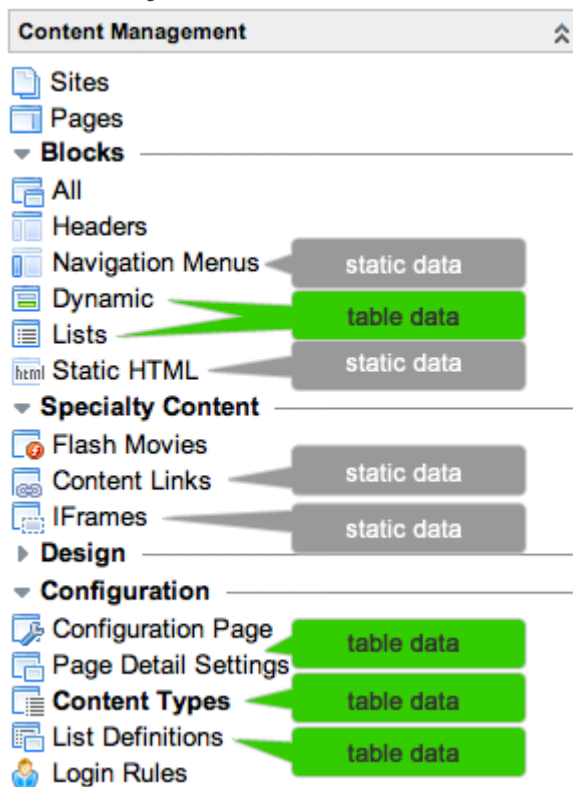 Content Management
Sites
Pages
Blocks
All
Headers
Navigation Menus static data
Dynamic table data
Lists
html Static HTML static data
Specialty Content
Flash Movies
Content Links static data
IFrames static data
Design
Configuration
Configuration Page table data
Page Detail Settings
Content Types table data
List Definitions table data
Login Rules